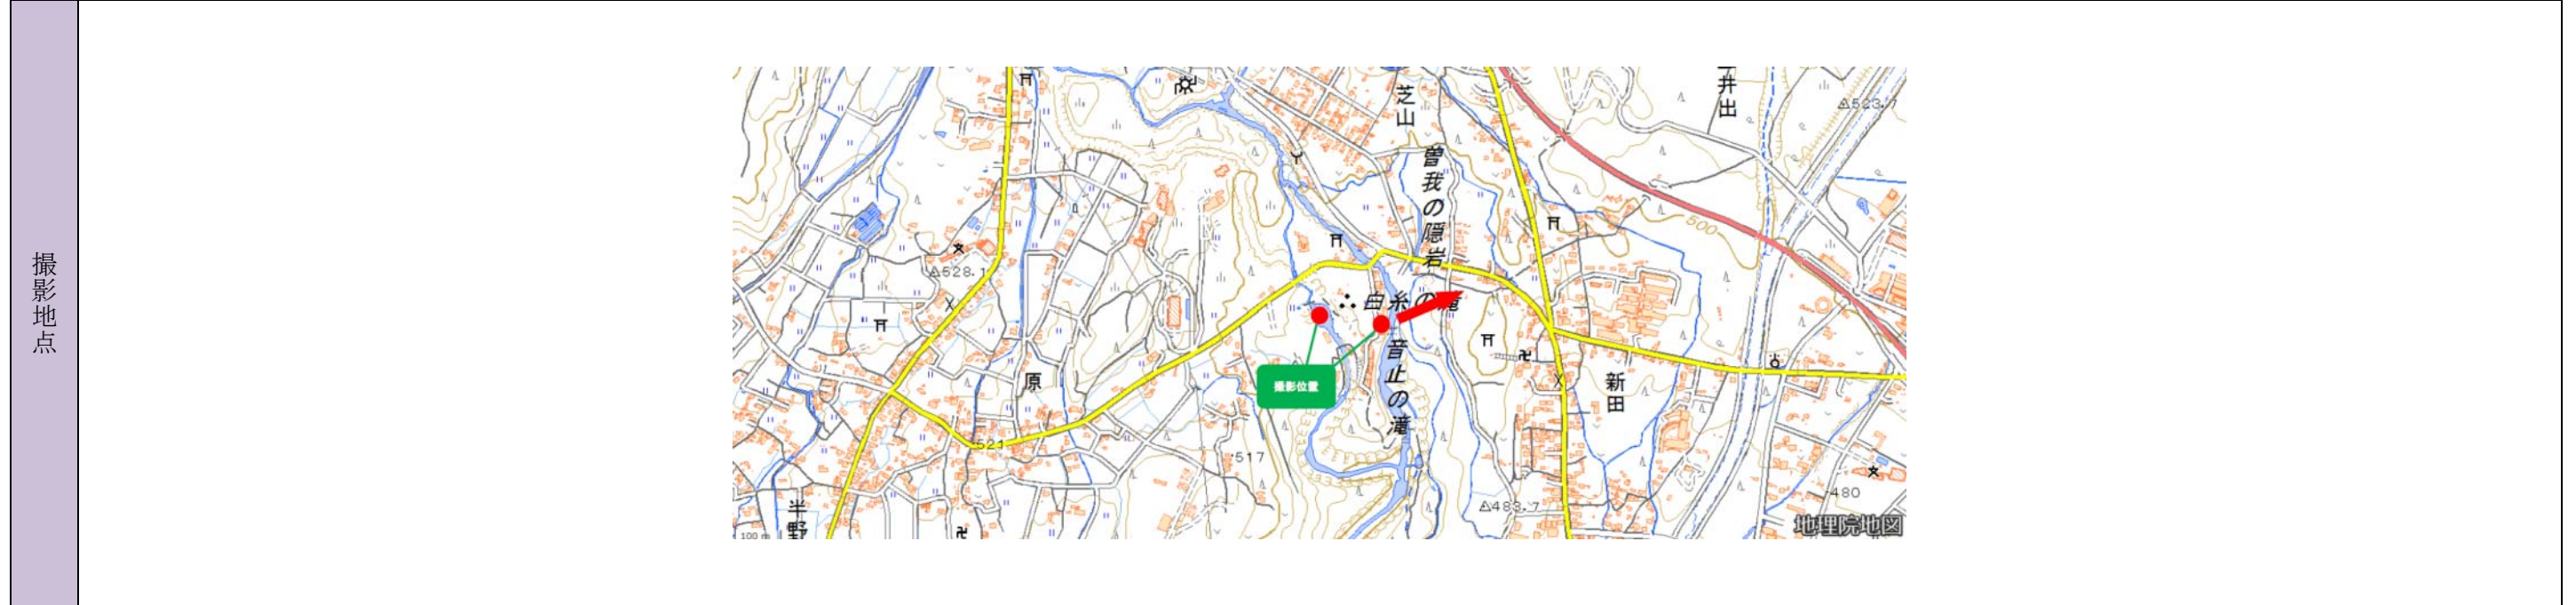 撮影地点
芝山
井出
523.7
曽我の隠岩
500
528.1
白糸の滝
音止の滝
撮影位置
原
新田
521
517
480
483.7
半野
100 m
地理院地図